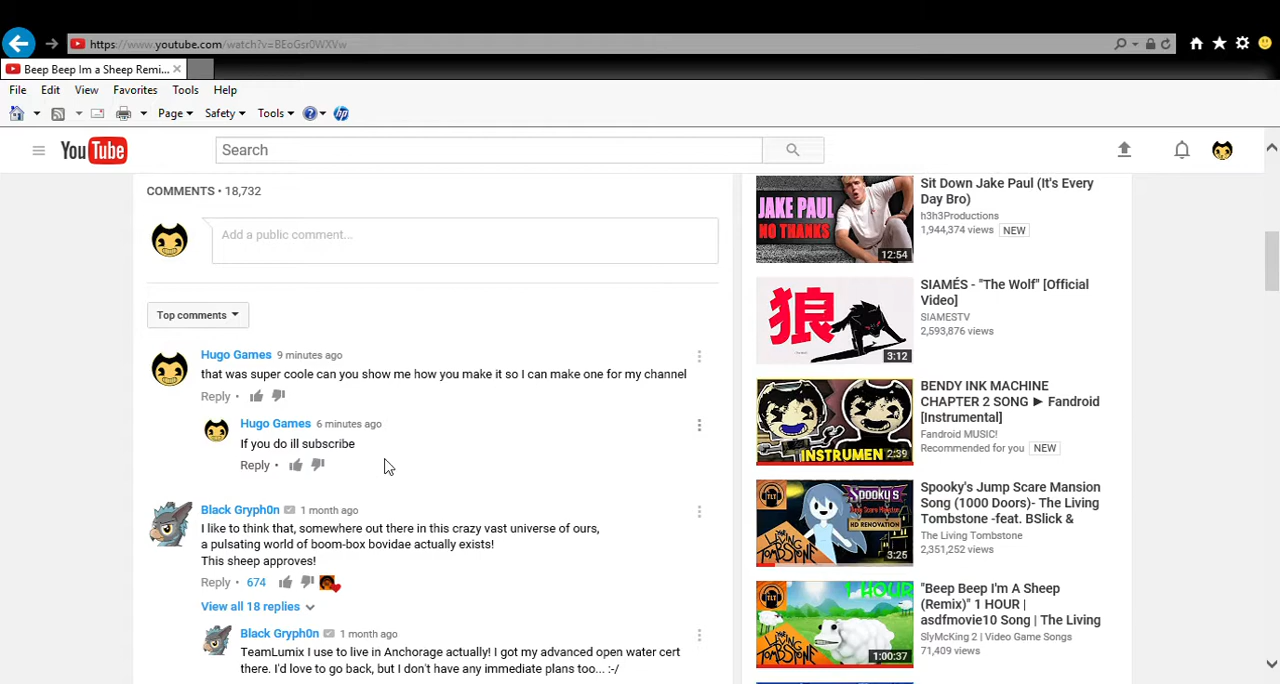 https://www.youtube.com/watch?v=BEoGsr0WXVw
Beep Beep Im a Sheep Remi...
File Edit View Favorites Tools Help
Page Safety Tools
YouTube
Search
COMMENTS • 18,732
Add a public comment...
Top comments
Hugo Games 9 minutes ago
that was super coole can you show me how you make it so I can make one for my channel
Reply •
Hugo Games 6 minutes ago
If you do ill subscribe
Reply •
Black Gryph0n 1 month ago
I like to think that, somewhere out there in this crazy vast universe of ours,
a pulsating world of boom-box bovidae actually exists!
This sheep approves!
Reply • 674
View all 18 replies
Black Gryph0n 1 month ago
TeamLumix I use to live in Anchorage actually! I got my advanced open water cert
there. I'd love to go back, but I don't have any immediate plans too... :-/
JAKE PAUL
NO THANKS
12:54
Sit Down Jake Paul (It's Every
Day Bro)
h3h3Productions
1,944,374 views NEW
狼
3:12
SIAMÉS - "The Wolf" [Official
Video]
SIAMESTV
2,593,876 views
INSTRUMEN
2:39
BENDY INK MACHINE
CHAPTER 2 SONG ► Fandroid
[Instrumental]
Fandroid MUSIC!
Recommended for you NEW
TLT
Spooky's
HD RENOVATION
THE LIVING
TOMBSTONE
3:25
Spooky's Jump Scare Mansion
Song (1000 Doors)- The Living
Tombstone -feat. BSlick &
The Living Tombstone
2,351,252 views
TLT
1 HOUR
THE LIVING
TOMBSTONE
1:00:37
"Beep Beep I'm A Sheep
(Remix)" 1 HOUR |
asdfmovie10 Song | The Living
SlyMcKing 2 | Video Game Songs
71,409 views